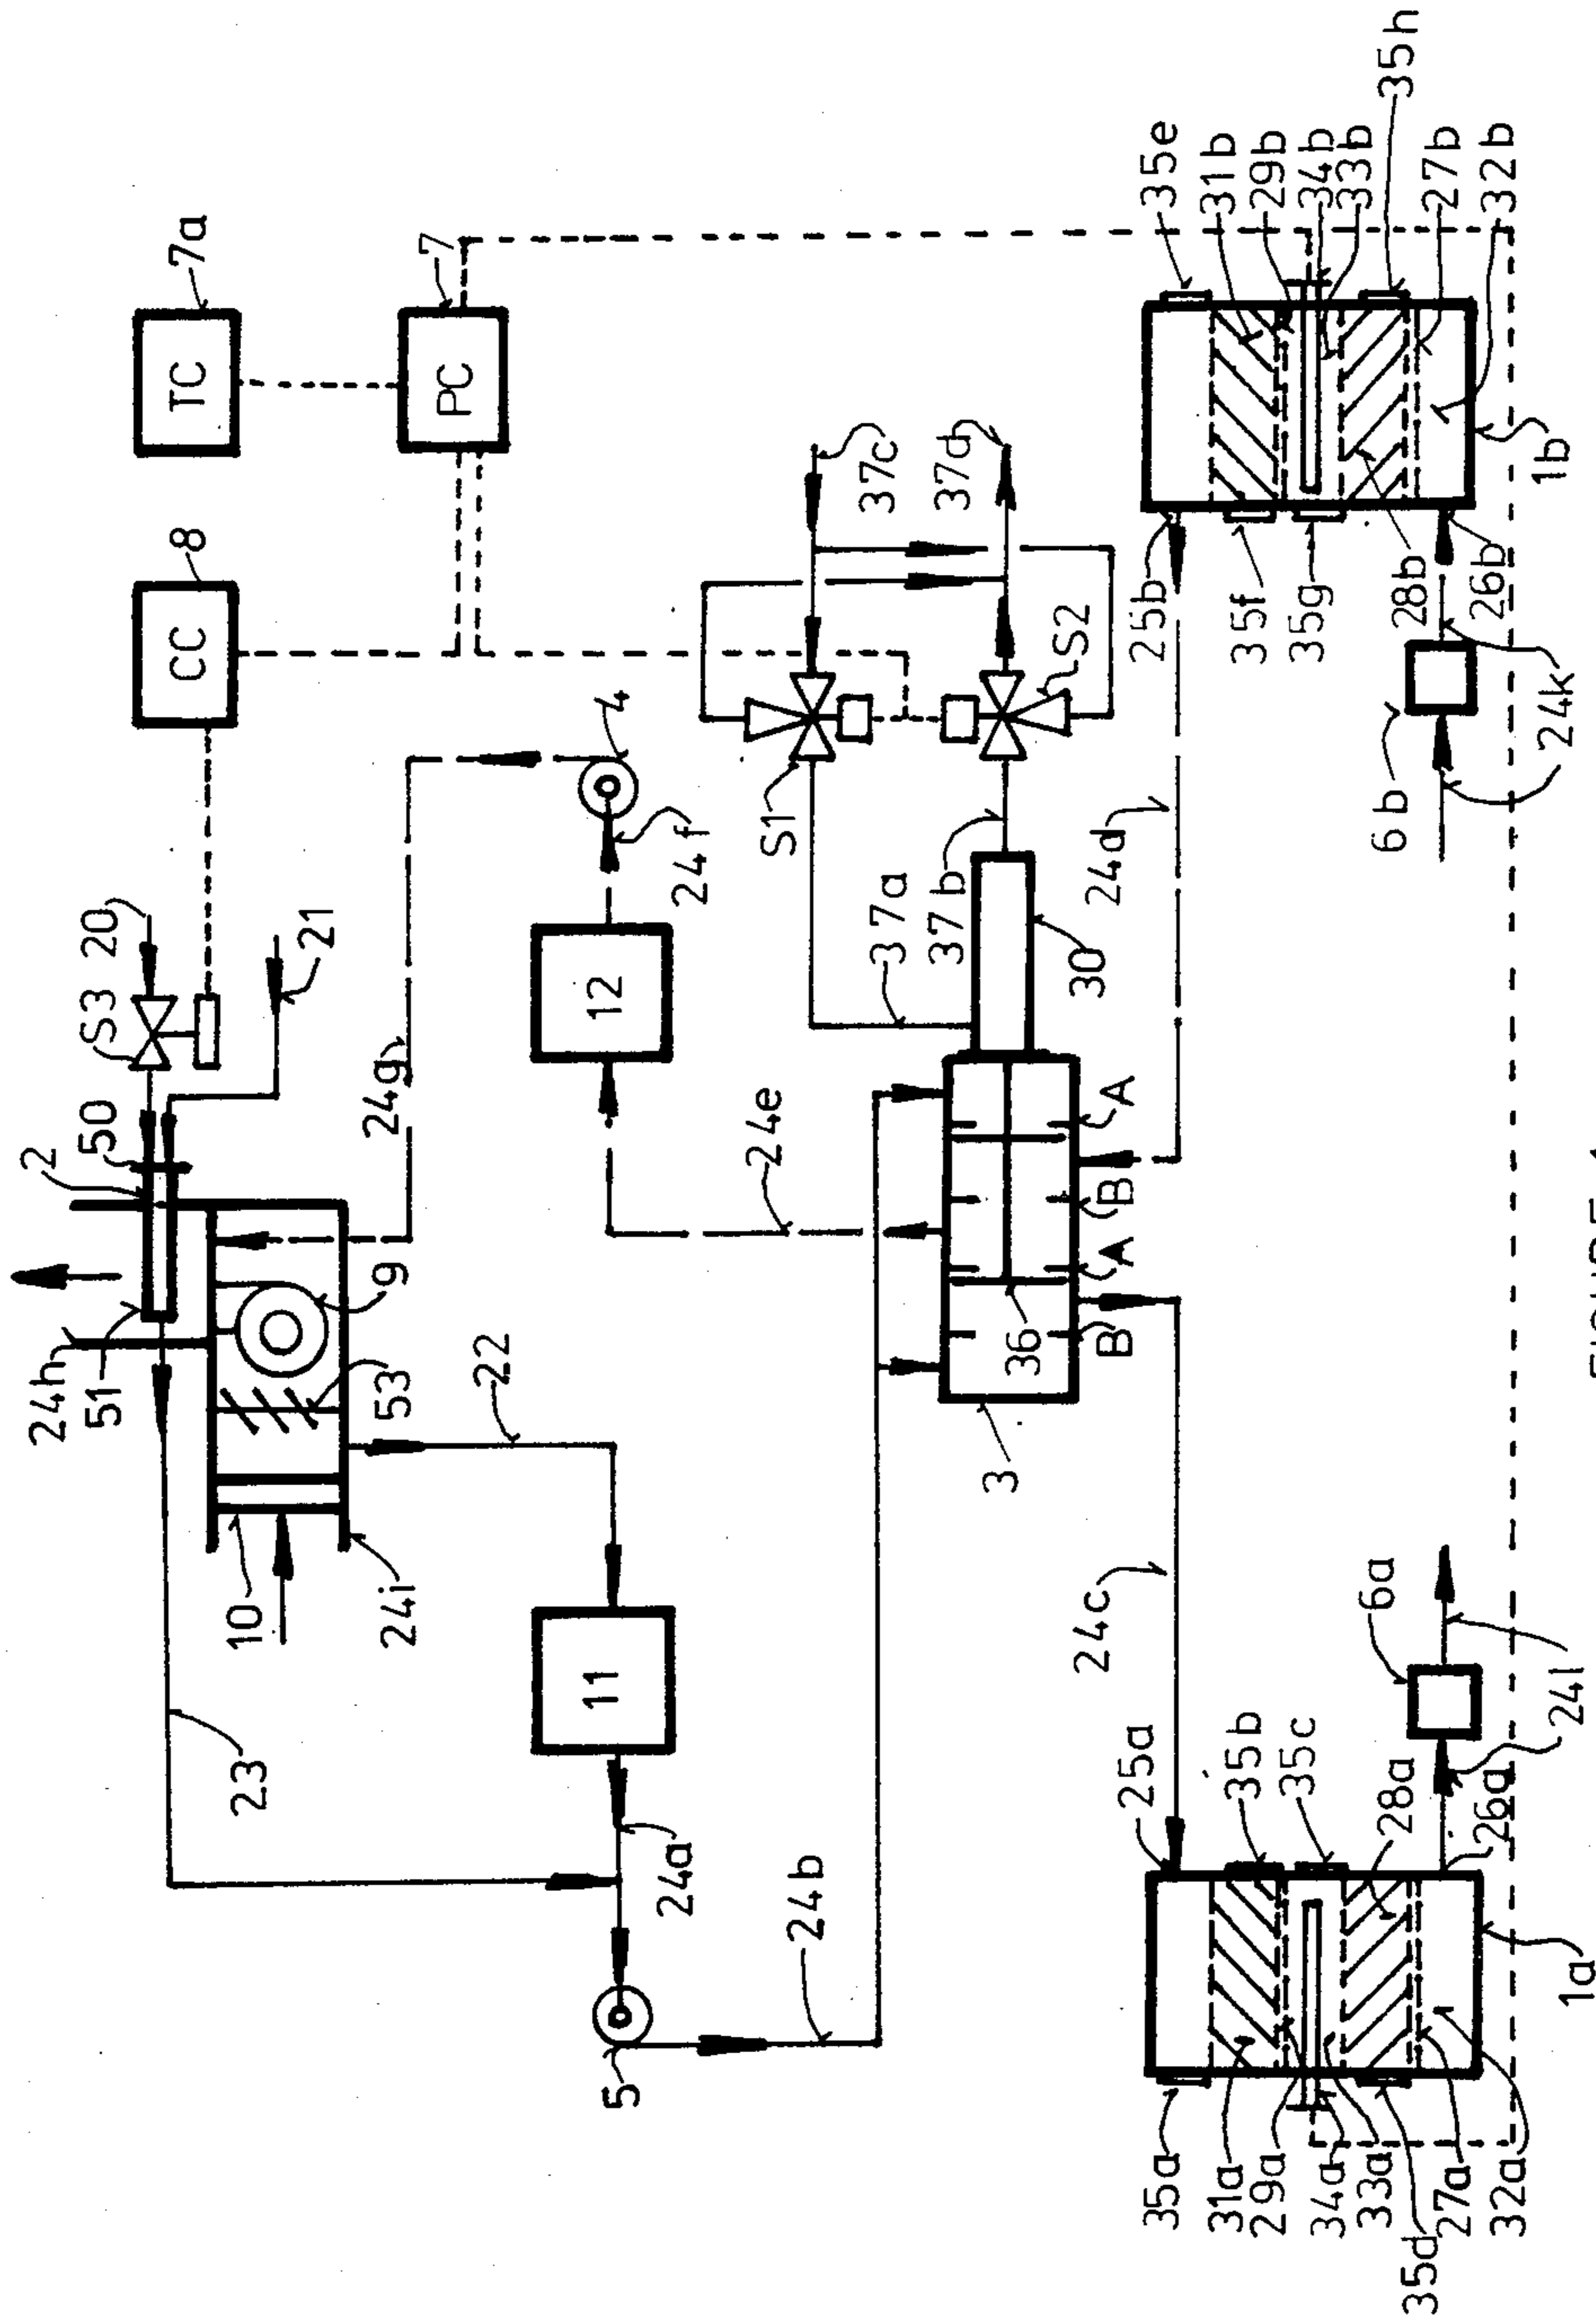 TC
7a
PC
7
CC
8
S3
20
21
2
50
24h
51
9
53
22
10
24i
23
11
24a
5
24b
24g
4
12
24f
24e
S1
S2
37c
37d
37a
37b
30
A
B
A
B
36
3
24d
24c
25a
35a
35b
35c
31a
29a
34a
33a
35d
27a
32a
28a
26a
1a
6a
24l
25b
35e
31b
29b
34b
33b
35h
27b
32b
35f
35g
28b
26b
1b
6b
24k